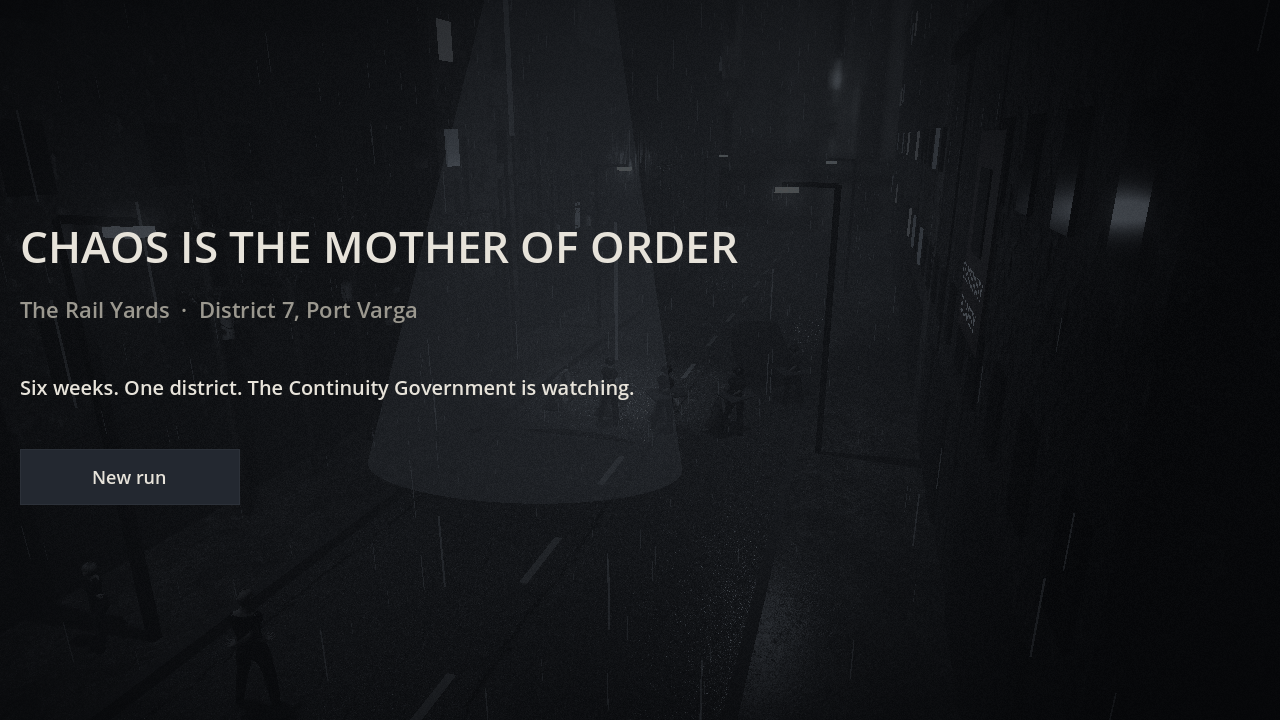 CHAOS IS THE MOTHER OF ORDER
The Rail Yards · District 7, Port Varga
Six weeks. One district. The Continuity Government is watching.
New run